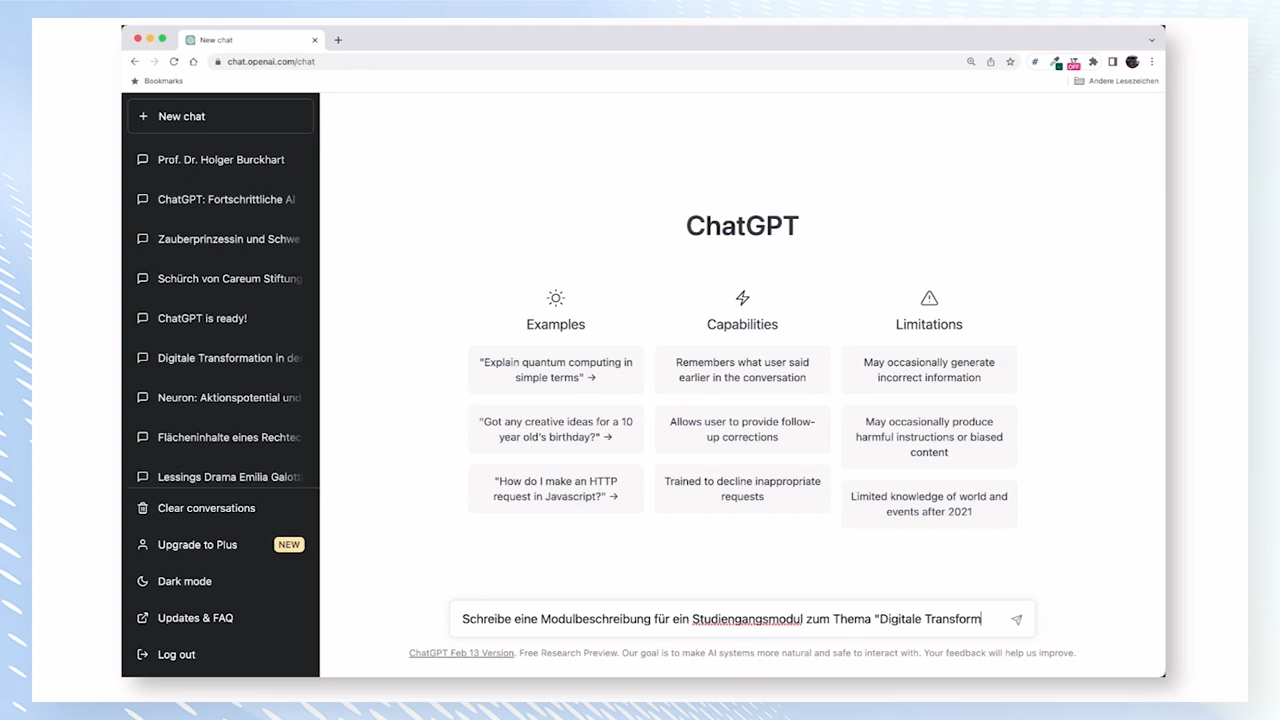 New chat
chat.openai.com/chat
Bookmarks
Andere Lesezeichen
OFF
New chat
Prof. Dr. Holger Burckhart
ChatGPT: Fortschrittliche AI
Zauberprinzessin und Schwe
Schürch von Careum Stiftung
ChatGPT is ready!
Digitale Transformation in de
Neuron: Aktionspotential und
Flächeninhalte eines Rechtec
Lessings Drama Emilia Galott
Clear conversations
Upgrade to Plus NEW
Dark mode
Updates & FAQ
Log out
ChatGPT
Examples
"Explain quantum computing in
simple terms" →
"Got any creative ideas for a 10
year old's birthday?" →
"How do I make an HTTP
request in Javascript?" →
Capabilities
Remembers what user said
earlier in the conversation
Allows user to provide follow-
up corrections
Trained to decline inappropriate
requests
Limitations
May occasionally generate
incorrect information
May occasionally produce
harmful instructions or biased
content
Limited knowledge of world and
events after 2021
Schreibe eine Modulbeschreibung für ein Studiengangsmodul zum Thema "Digitale Transform
ChatGPT Feb 13 Version. Free Research Preview. Our goal is to make AI systems more natural and safe to interact with. Your feedback will help us improve.